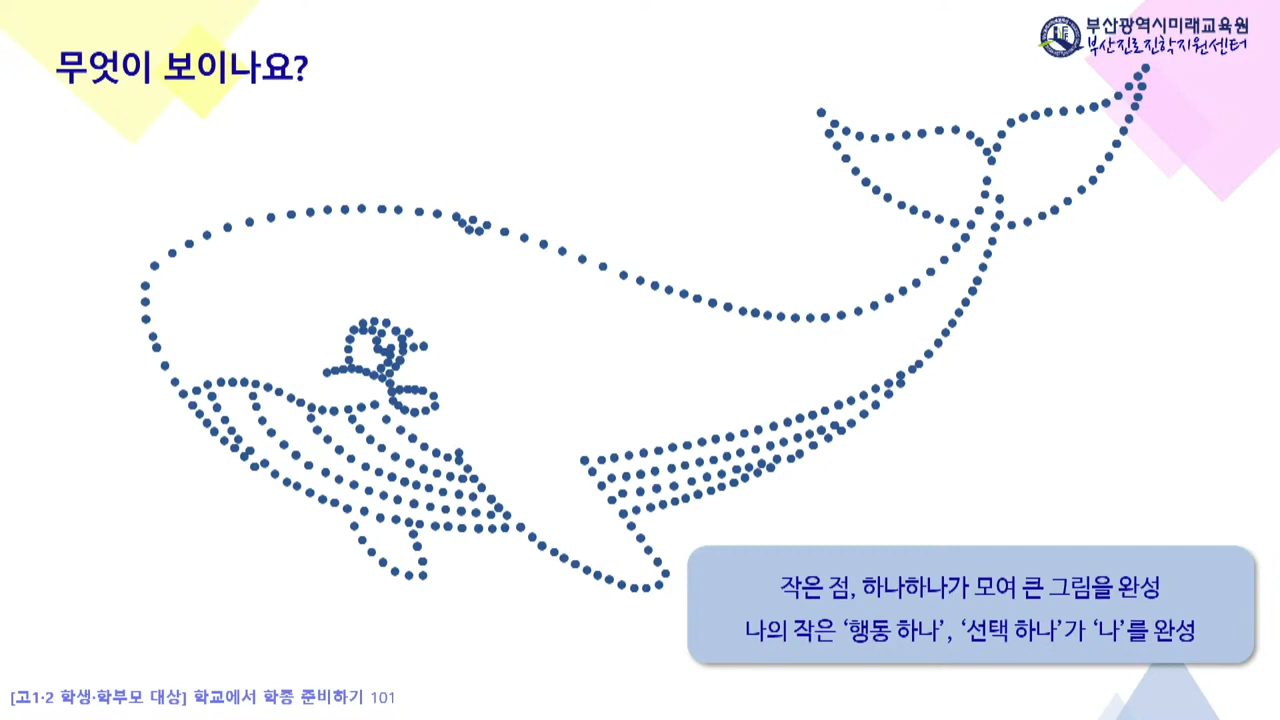 무엇이 보이나요?
부산광역시미래교육원
부산진로진학지원센터
작은 점, 하나하나가 모여 큰 그림을 완성
나의 작은 ‘행동 하나’, ‘선택 하나’가 ‘나’를 완성
[고1·2 학생·학부모 대상] 학교에서 학종 준비하기 101